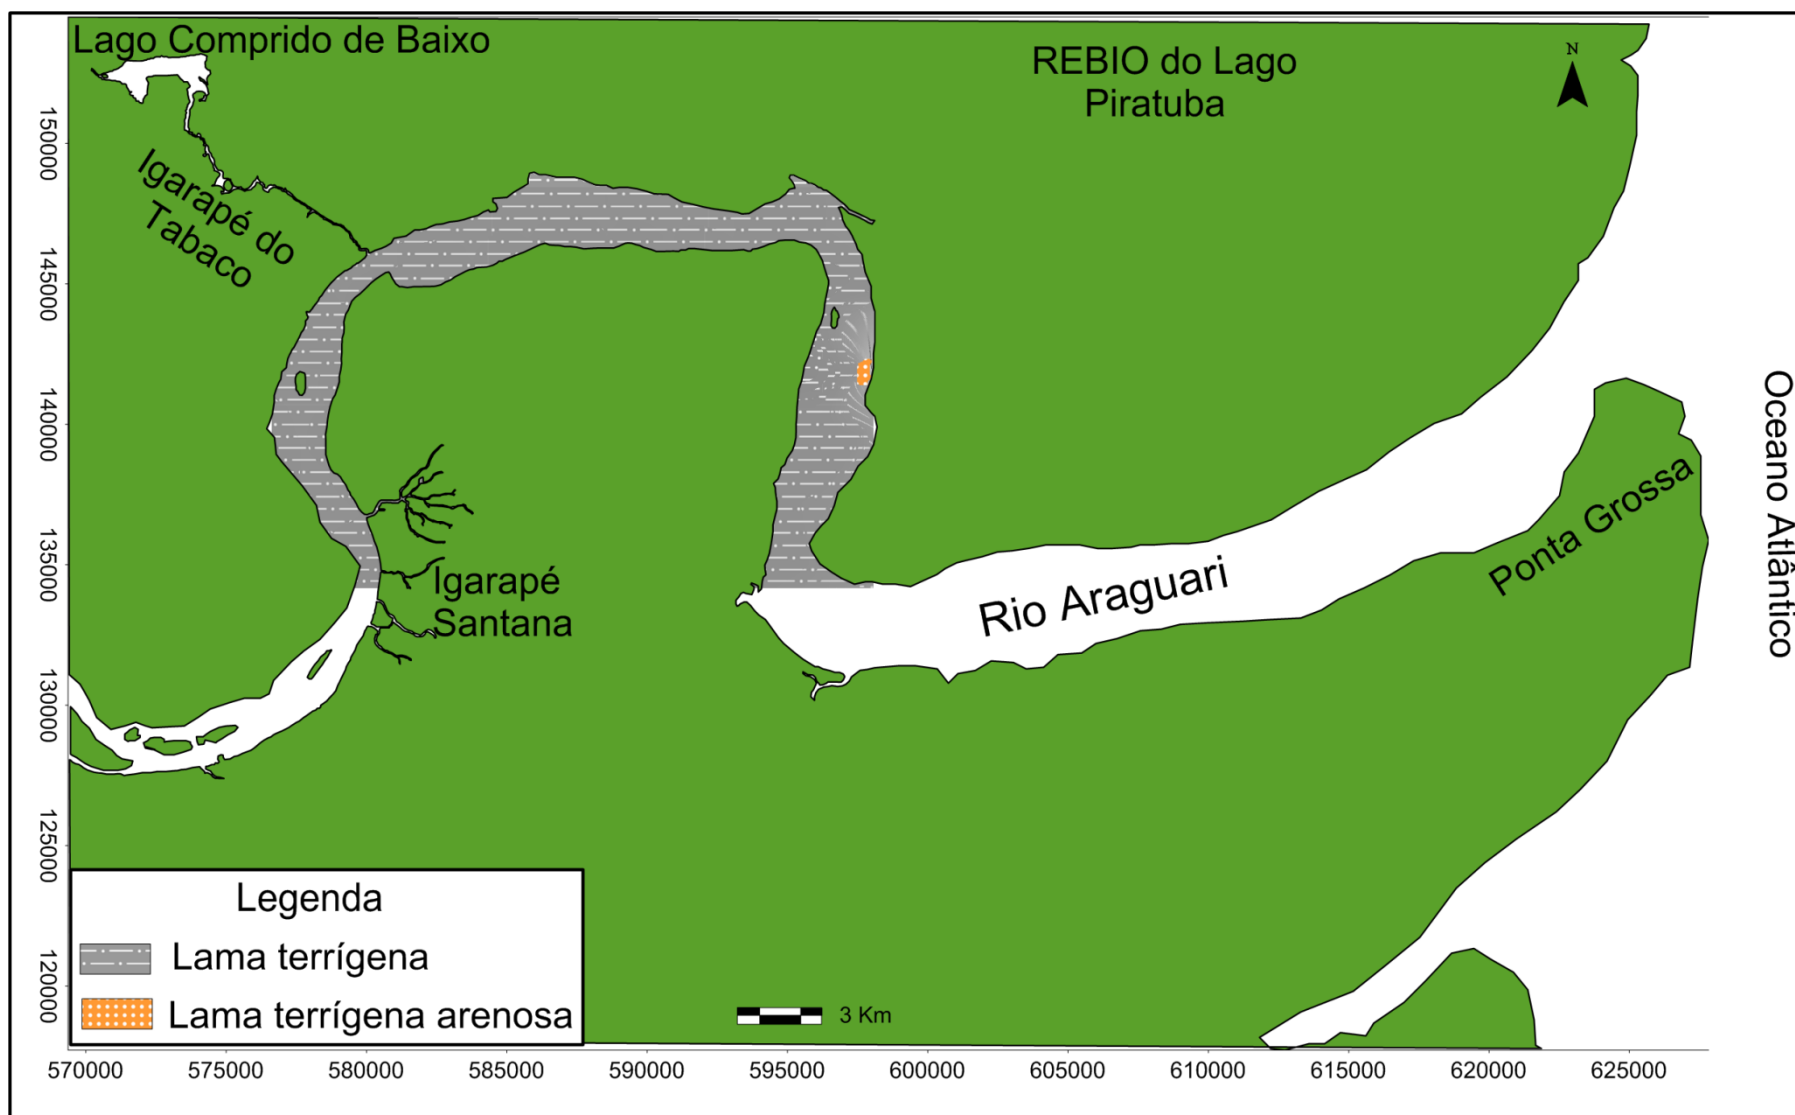 Lago Comprido de Baixo
REBIO do Lago
Piratuba
N
Igarapé do
Tabaco
Igarapé
Santana
Rio Araguari
Ponta Grossa
Oceano Atlântico
150000
145000
140000
135000
130000
125000
120000
Legenda
Lama terrígena
Lama terrígena arenosa
3 Km
570000
575000
580000
585000
590000
595000
600000
605000
610000
615000
620000
625000